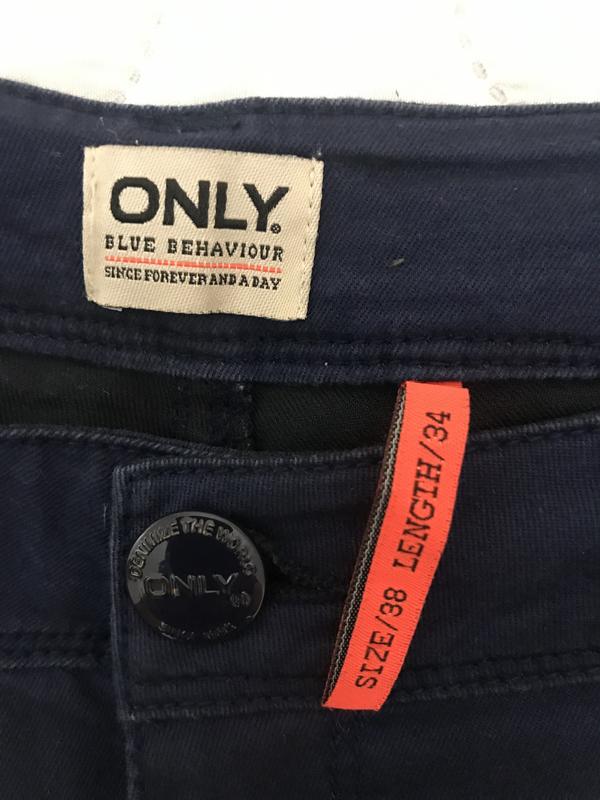 ONLY®
BLUE BEHAVIOUR
SINCE FOREVER AND A DAY
SIZE/38 LENGTH/34
DENIMIZE THE WORLD
ONLY